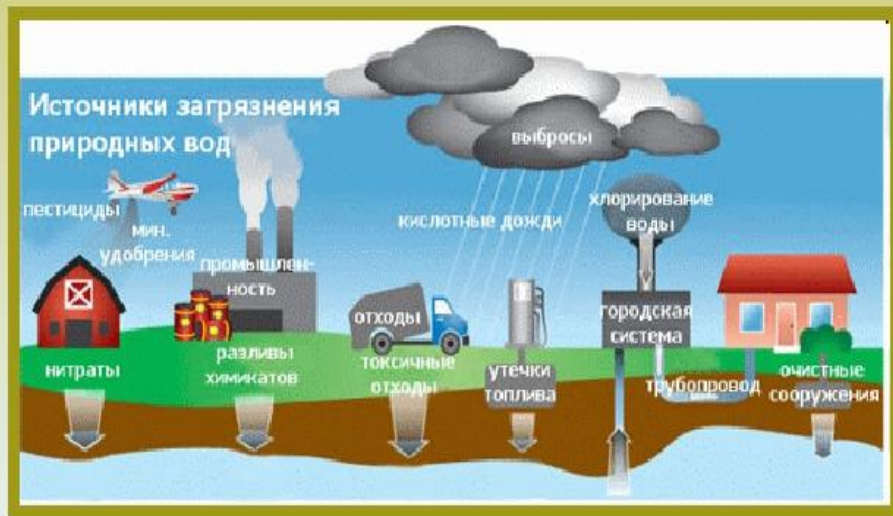 Источники загрязнения
природных вод
выбросы
пестициды
мин.
удобрения
кислотные дожди
хлорирование
воды
промышлен-
ность
отходы
городская
система
нитраты
разливы
химикатов
токсичные
отходы
утечки
топлива
трубопровод
очистные
сооружения